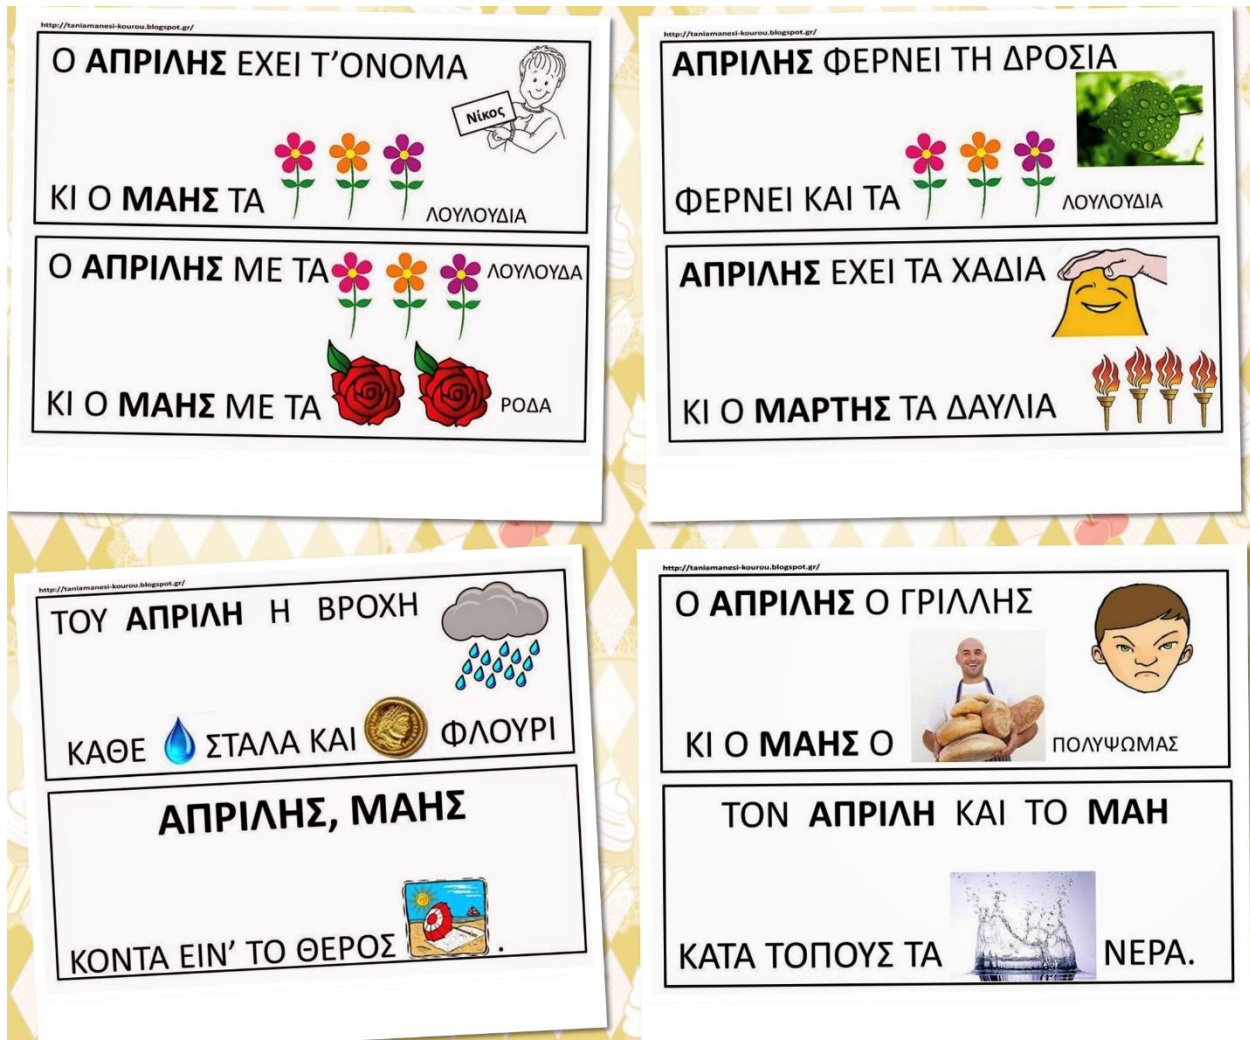 http://taniamanesi-kourou.blogspot.gr/
Ο ΑΠΡΙΛΗΣ ΕΧΕΙ Τ'ΟΝΟΜΑ
Νίκος
ΚΙ Ο ΜΑΗΣ ΤΑ ΛΟΥΛΟΥΔΙΑ
Ο ΑΠΡΙΛΗΣ ΜΕ ΤΑ ΛΟΥΛΟΥΔΑ
ΚΙ Ο ΜΑΗΣ ΜΕ ΤΑ ΡΟΔΑ
http://taniamanesi-kourou.blogspot.gr/
ΑΠΡΙΛΗΣ ΦΕΡΝΕΙ ΤΗ ΔΡΟΣΙΑ
ΦΕΡΝΕΙ ΚΑΙ ΤΑ ΛΟΥΛΟΥΔΙΑ
ΑΠΡΙΛΗΣ ΕΧΕΙ ΤΑ ΧΑΔΙΑ
ΚΙ Ο ΜΑΡΤΗΣ ΤΑ ΔΑΥΛΙΑ
http://taniamanesi-kourou.blogspot.gr/
ΤΟΥ ΑΠΡΙΛΗ Η ΒΡΟΧΗ
ΚΑΘΕ ΣΤΑΛΑ ΚΑΙ ΦΛΟΥΡΙ
ΑΠΡΙΛΗΣ, ΜΑΗΣ
ΚΟΝΤΑ ΕΙΝ' ΤΟ ΘΕΡΟΣ .
http://taniamanesi-kourou.blogspot.gr/
Ο ΑΠΡΙΛΗΣ Ο ΓΡΙΛΛΗΣ
ΚΙ Ο ΜΑΗΣ Ο ΠΟΛΥΨΩΜΑΣ
ΤΟΝ ΑΠΡΙΛΗ ΚΑΙ ΤΟ ΜΑΗ
ΚΑΤΑ ΤΟΠΟΥΣ ΤΑ ΝΕΡΑ.